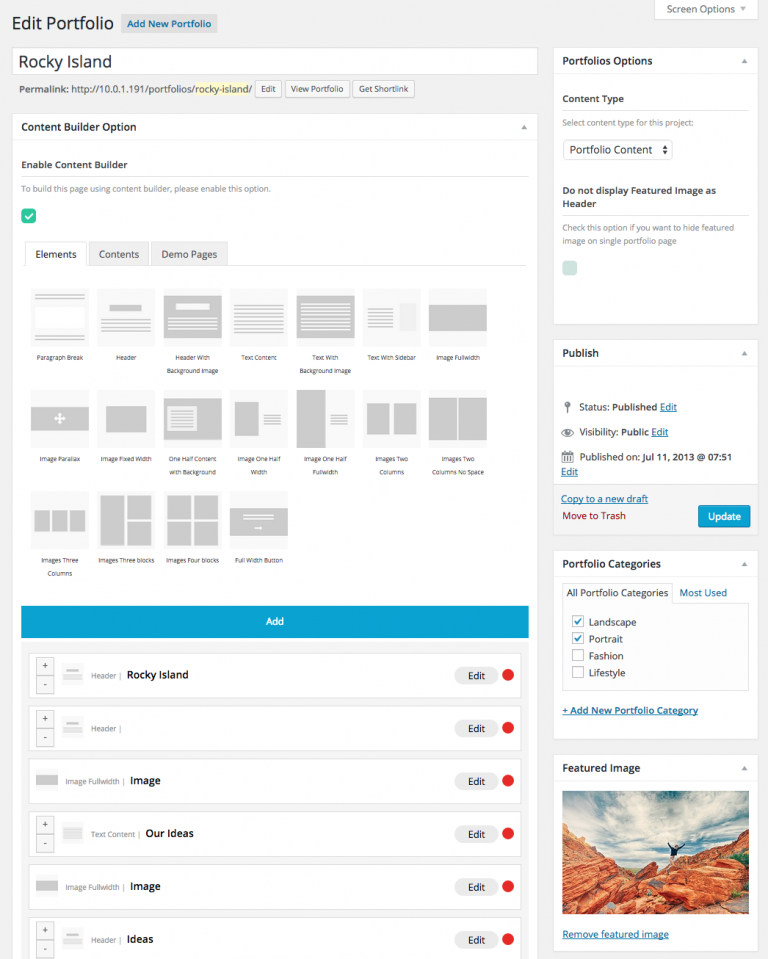 Screen Options
Edit Portfolio Add New Portfolio
Rocky Island
Permalink: http://10.0.1.191/portfolios/rocky-island/ Edit View Portfolio Get Shortlink
Content Builder Option
Enable Content Builder
To build this page using content builder, please enable this option.
Elements Contents Demo Pages
Paragraph Break
Header
Header With
Background Image
Text Content
Text With
Background Image
Text With Sidebar
Image Fullwidth
Image Parallax
Image Fixed Width
One Half Content
with Background
Image One Half
Width
Image One Half
Fullwidth
Images Two
Columns
Images Two
Columns No Space
Images Three
Columns
Images Three blocks
Images Four blocks
Full Width Button
Add
+
-
Header | Rocky Island Edit
+
-
Header | Edit
Image Fullwidth | Image Edit
+
-
Text Content | Our Ideas Edit
Image Fullwidth | Image Edit
+
-
Header | Ideas Edit
Portfolios Options
Content Type
Select content type for this project:
Portfolio Content
Do not display Featured Image as
Header
Check this option if you want to hide featured
image on single portfolio page
Publish
Status: Published Edit
Visibility: Public Edit
Published on: Jul 11, 2013 @ 07:51
Edit
Copy to a new draft
Move to Trash Update
Portfolio Categories
All Portfolio Categories Most Used
Landscape
Portrait
Fashion
Lifestyle
+ Add New Portfolio Category
Featured Image
Remove featured image